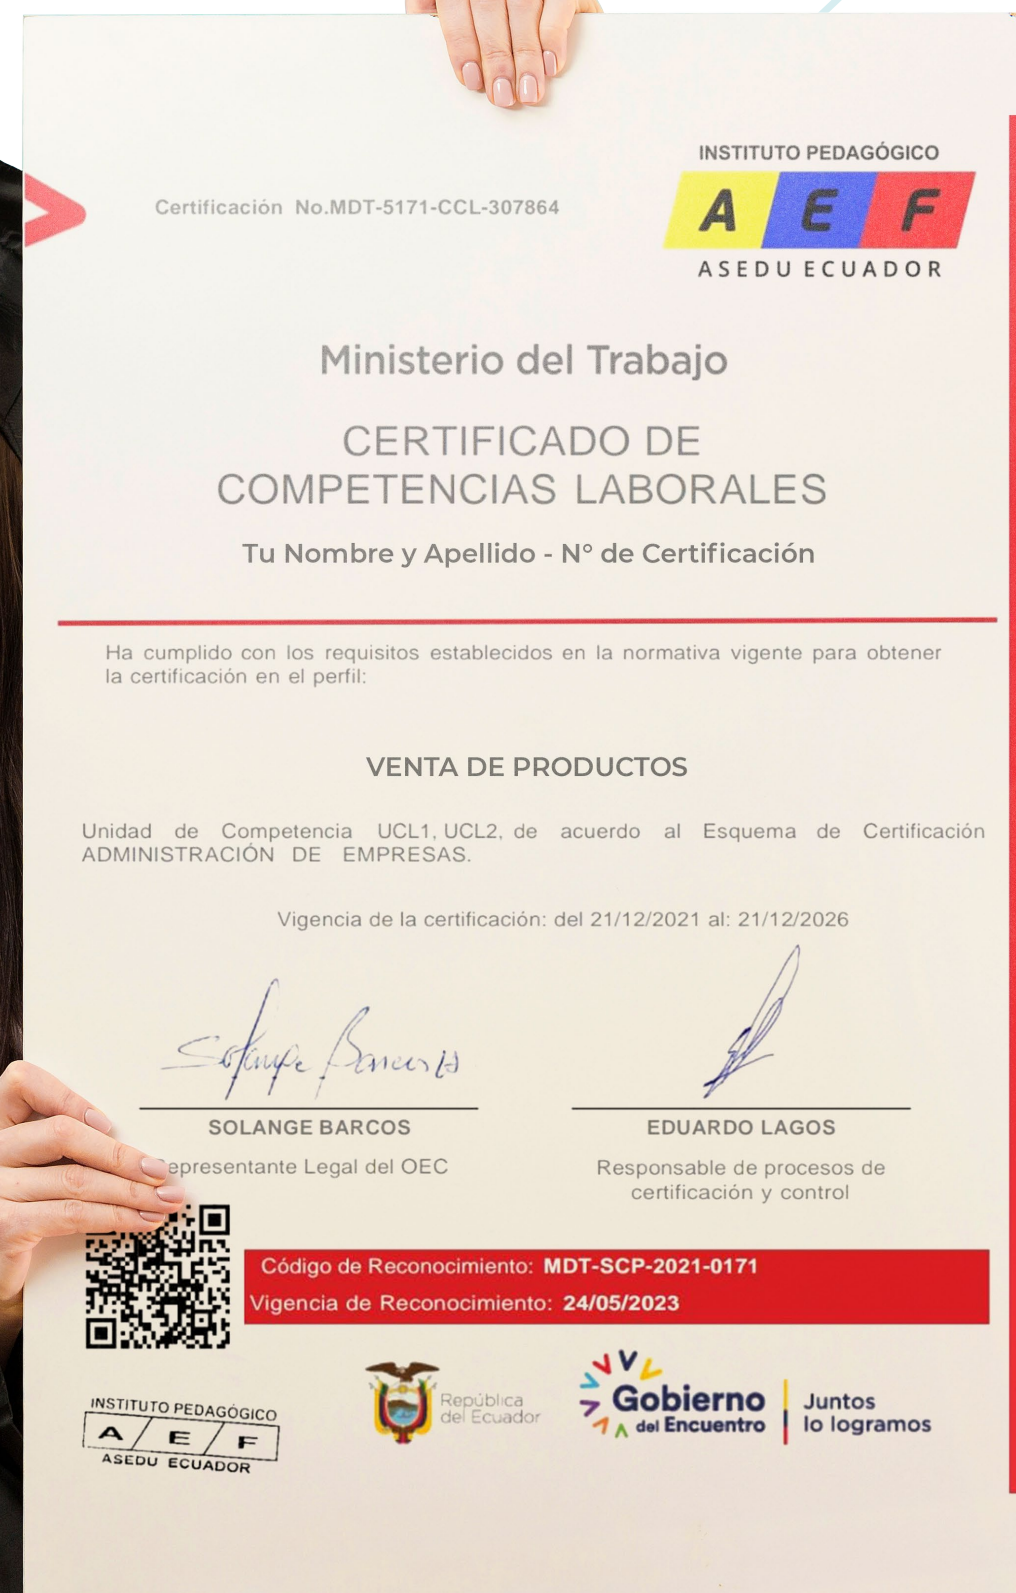 INSTITUTO PEDAGÓGICO
A E F
ASEDU ECUADOR
Certificación No.MDT-5171-CCL-307864
Ministerio del Trabajo
CERTIFICADO DE
COMPETENCIAS LABORALES
Tu Nombre y Apellido - N° de Certificación
Ha cumplido con los requisitos establecidos en la normativa vigente para obtener
la certificación en el perfil:
VENTA DE PRODUCTOS
Unidad de Competencia UCL1, UCL2, de acuerdo al Esquema de Certificación
ADMINISTRACIÓN DE EMPRESAS.
Vigencia de la certificación: del 21/12/2021 al: 21/12/2026
Solange Barcos
SOLANGE BARCOS
epresentante Legal del OEC
EDUARDO LAGOS
Responsable de procesos de
certificación y control
Código de Reconocimiento: MDT-SCP-2021-0171
Vigencia de Reconocimiento: 24/05/2023
INSTITUTO PEDAGÓGICO
A E F
ASEDU ECUADOR
República
del Ecuador
Gobierno
del Encuentro
Juntos
lo logramos